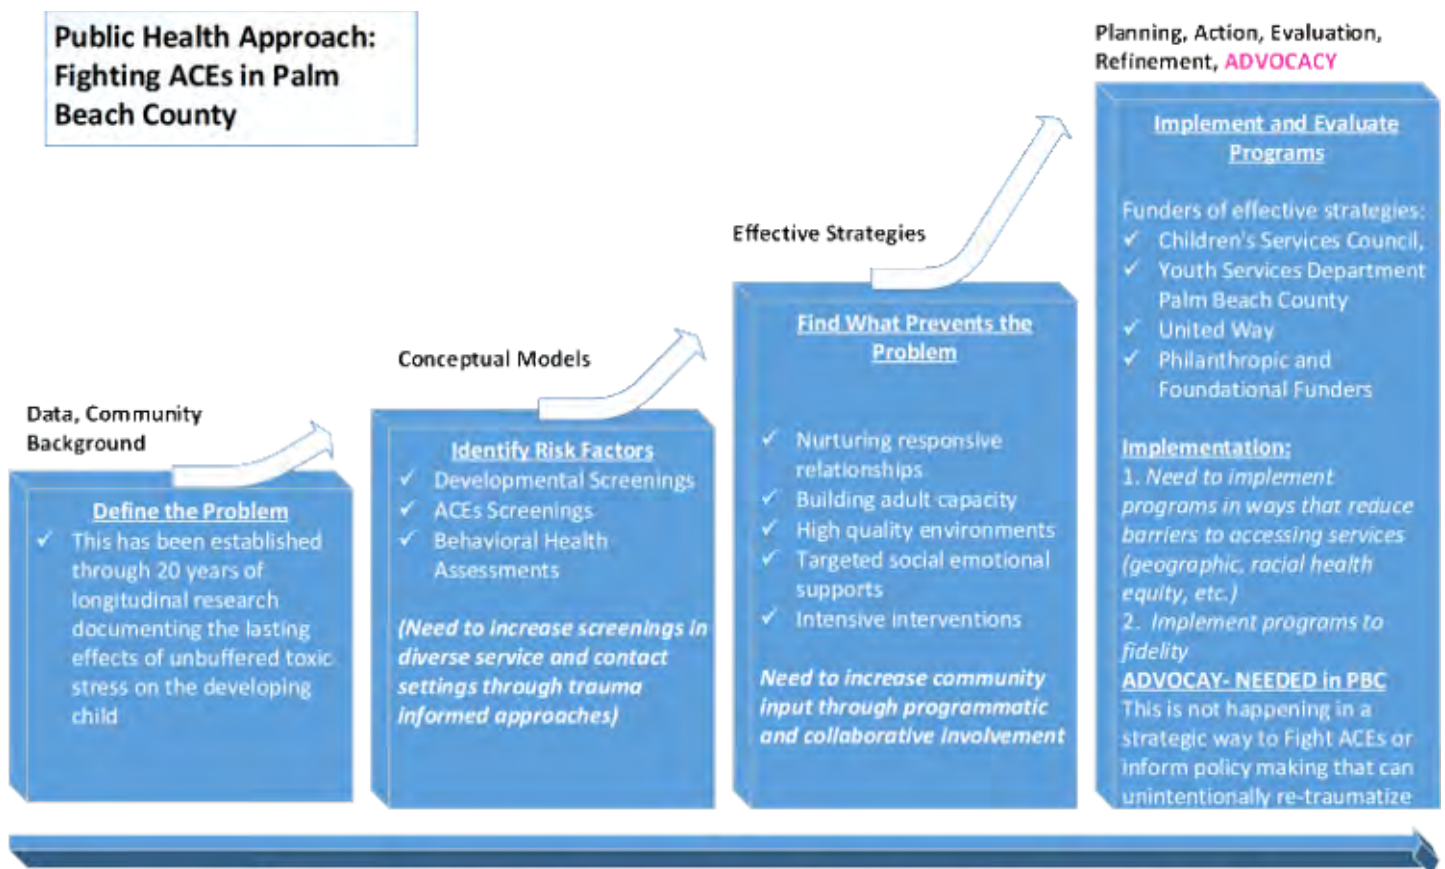 Public Health Approach:
Fighting ACEs in Palm
Beach County
Data, Community
Background
Define the Problem
✓ This has been established
through 20 years of
longitudinal research
documenting the lasting
effects of unbuffered toxic
stress on the developing
child
Conceptual Models
Identify Risk Factors
✓ Developmental Screenings
✓ ACEs Screenings
✓ Behavioral Health
Assessments
(Need to increase screenings in
diverse service and contact
settings through trauma
informed approaches)
Effective Strategies
Find What Prevents the
Problem
✓ Nurturing responsive
relationships
✓ Building adult capacity
✓ High quality environments
✓ Targeted social emotional
supports
✓ Intensive interventions
Need to increase community
input through programmatic
and collaborative involvement
Planning, Action, Evaluation,
Refinement, ADVOCACY
Implement and Evaluate
Programs
Funders of effective strategies:
✓ Children's Services Council,
✓ Youth Services Department
Palm Beach County
✓ United Way
✓ Philanthropic and
Foundational Funders
Implementation:
1. Need to implement
programs in ways that reduce
barriers to accessing services
(geographic, racial health
equity, etc.)
2. Implement programs to
fidelity
ADVOCAY- NEEDED in PBC
This is not happening in a
strategic way to Fight ACEs or
inform policy making that can
unintentionally re-traumatize